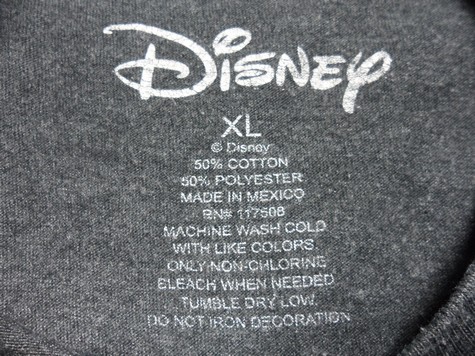 Disney
XL
© Disney
50% COTTON
50% POLYESTER
MADE IN MEXICO
RN# 117508
MACHINE WASH COLD
WITH LIKE COLORS
ONLY NON-CHLORINE
BLEACH WHEN NEEDED
TUMBLE DRY LOW.
DO NOT IRON DECORATION